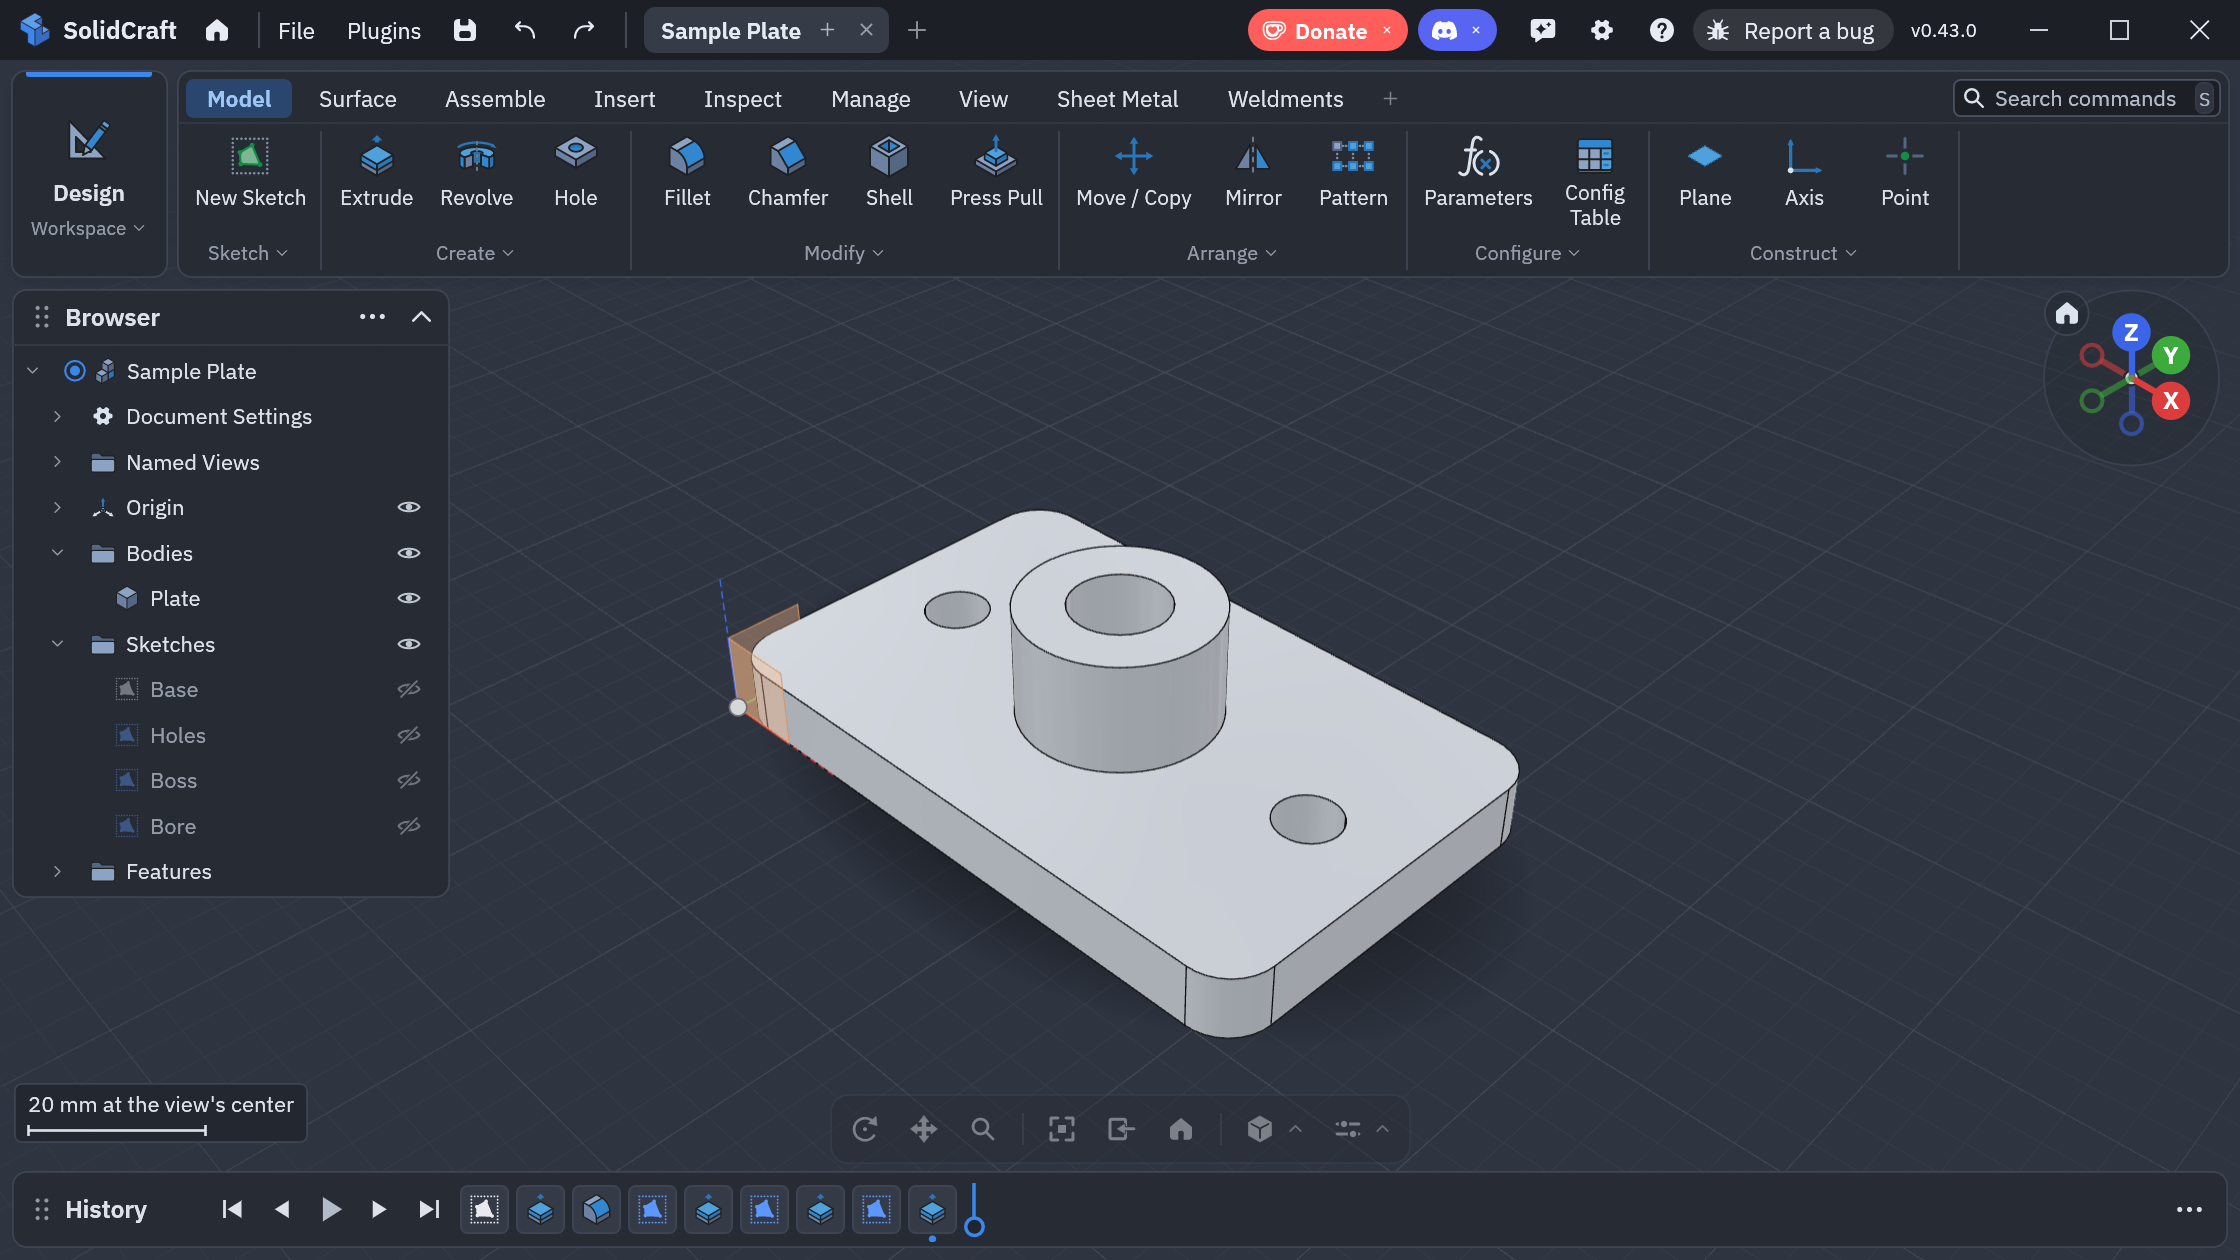 SolidCraft
File
Plugins
Sample Plate
Donate
Report a bug
v0.43.0
Design
Workspace
Model
Surface
Assemble
Insert
Inspect
Manage
View
Sheet Metal
Weldments
Search commands
S
New Sketch
Extrude
Revolve
Hole
Fillet
Chamfer
Shell
Press Pull
Move / Copy
Mirror
Pattern
Parameters
Config
Table
Plane
Axis
Point
Sketch
Create
Modify
Arrange
Configure
Construct
Browser
Sample Plate
Document Settings
Named Views
Origin
Bodies
Plate
Sketches
Base
Holes
Boss
Bore
Features
Z
Y
X
20 mm at the view's center
History